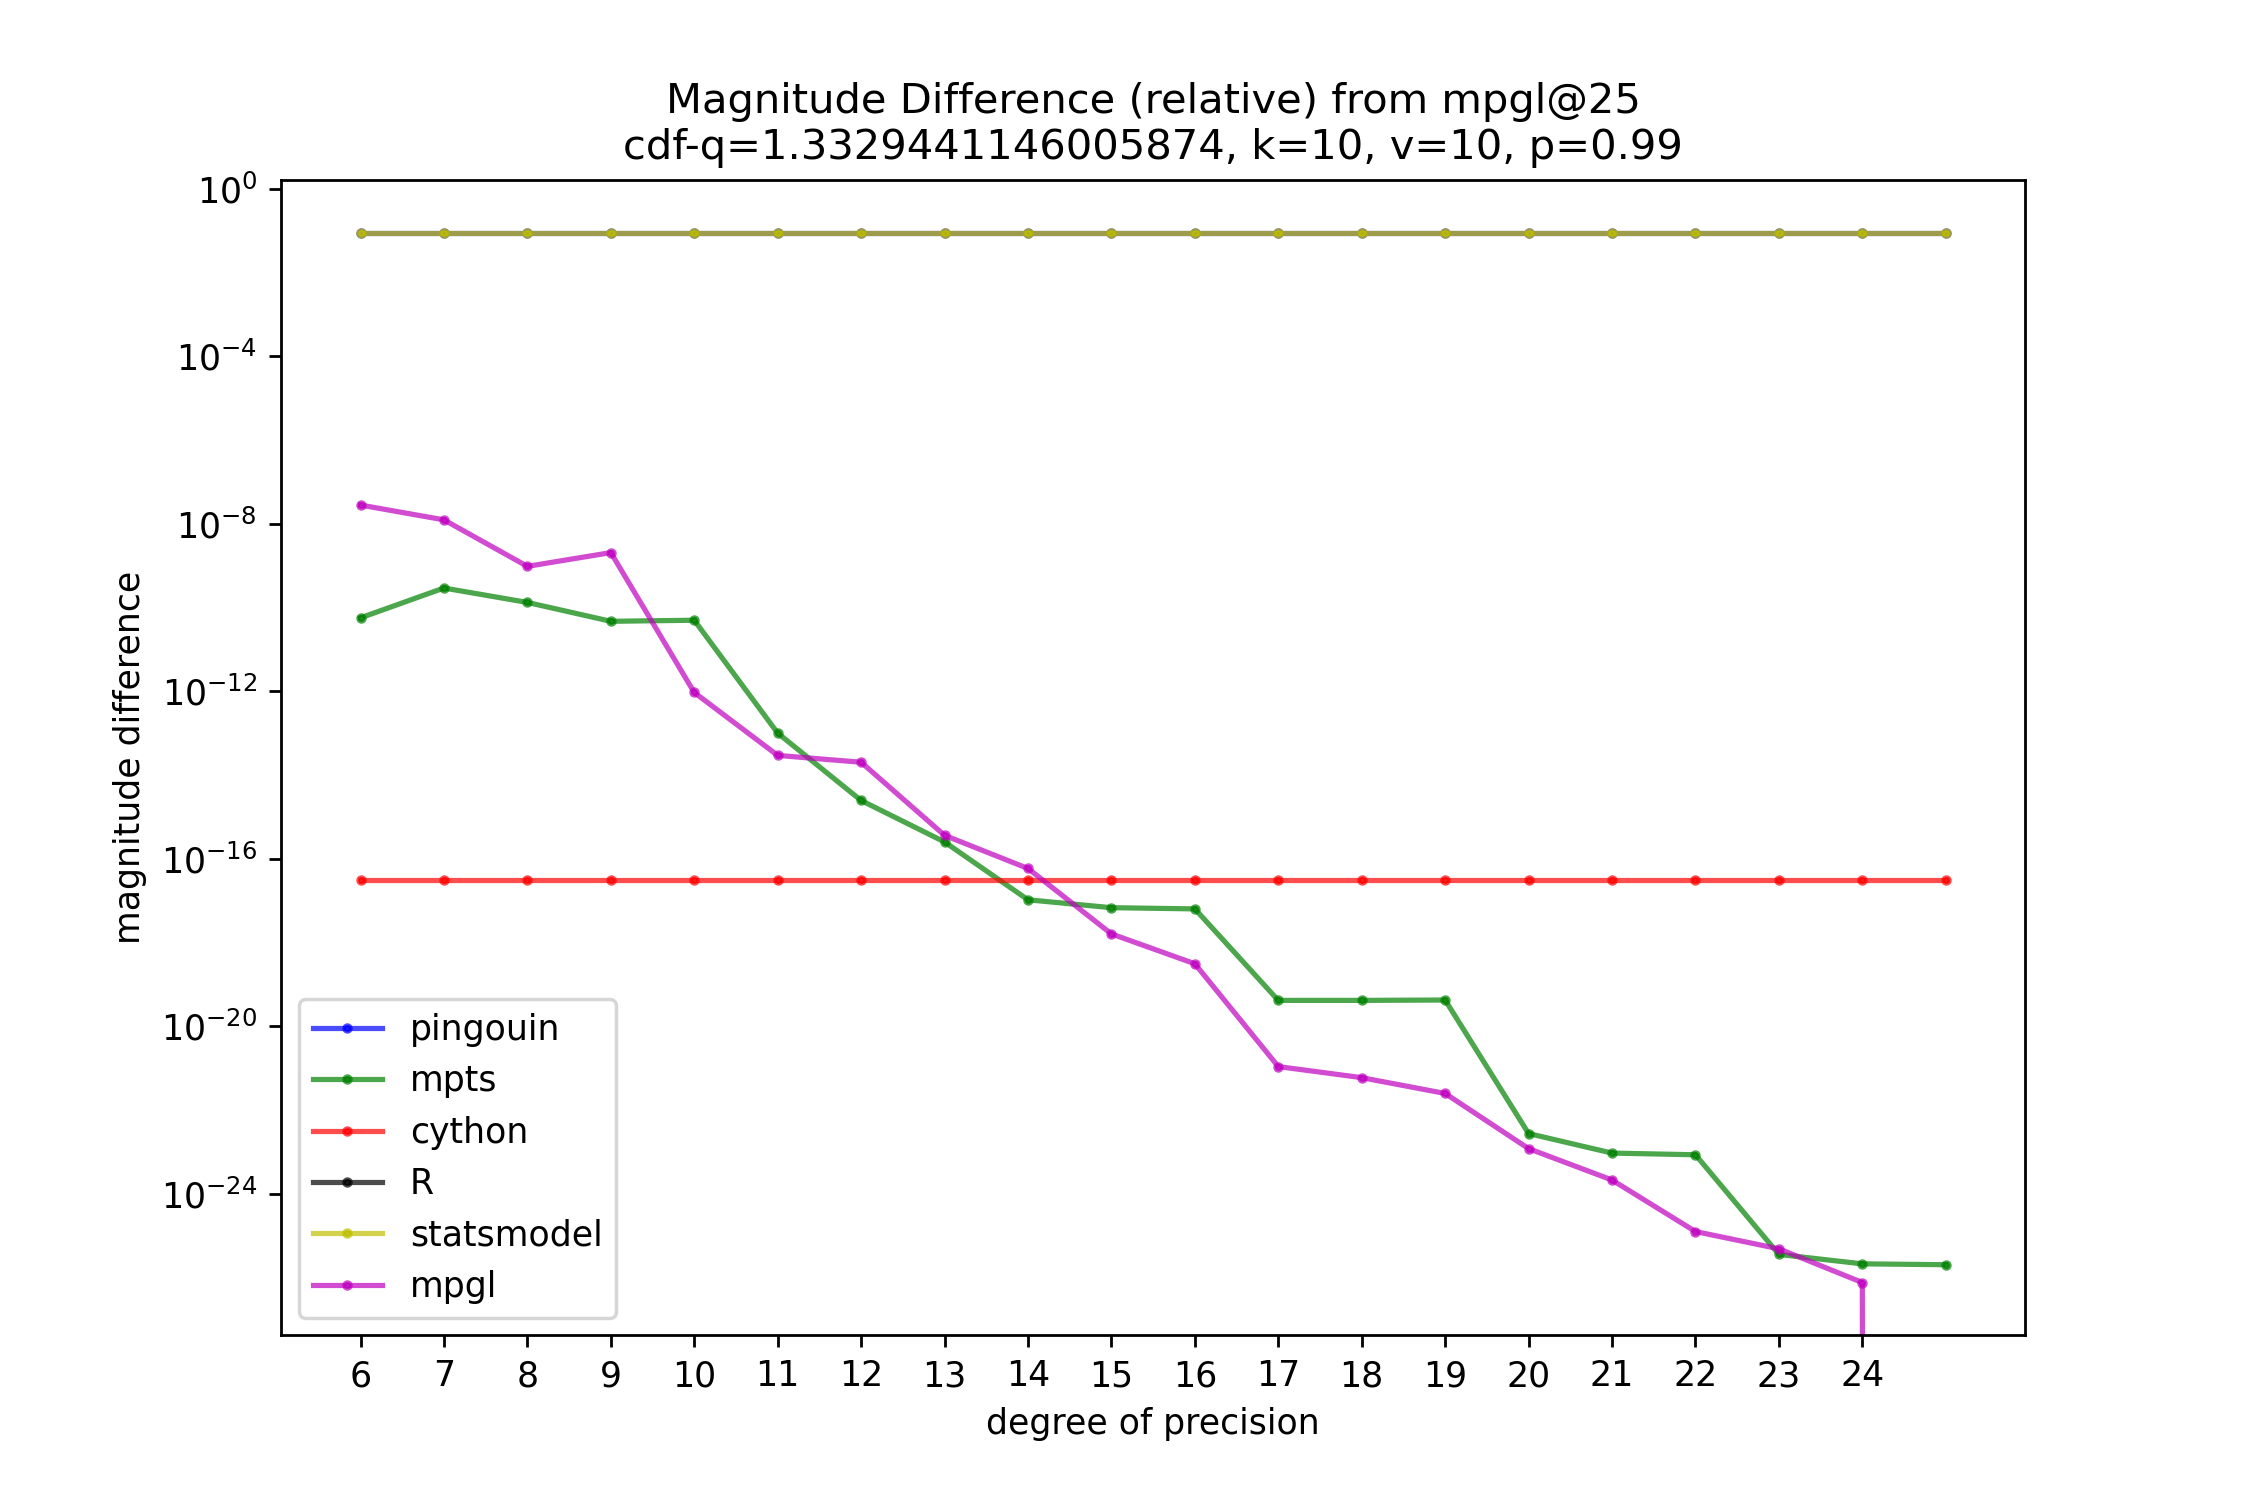 Magnitude Difference (relative) from mpgl@25
cdf-q=1.3329441146005874, k=10, v=10, p=0.99
10⁰
10⁻⁴
10⁻⁸
10⁻¹²
10⁻¹⁶
10⁻²⁰
10⁻²⁴
magnitude difference
pingouin
mpts
cython
R
statsmodel
mpgl
6 7 8 9 10 11 12 13 14 15 16 17 18 19 20 21 22 23 24
degree of precision